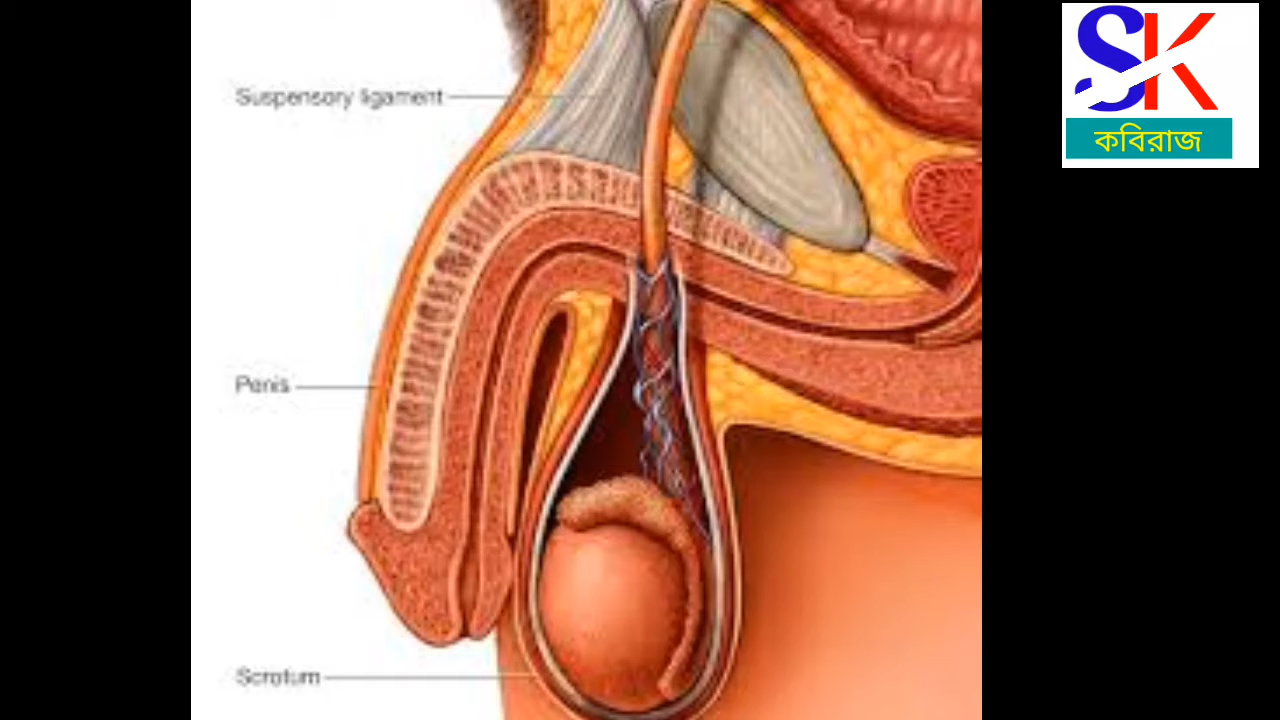 SK
কবিরাজ
Suspensory ligament
Penis
Scrotum